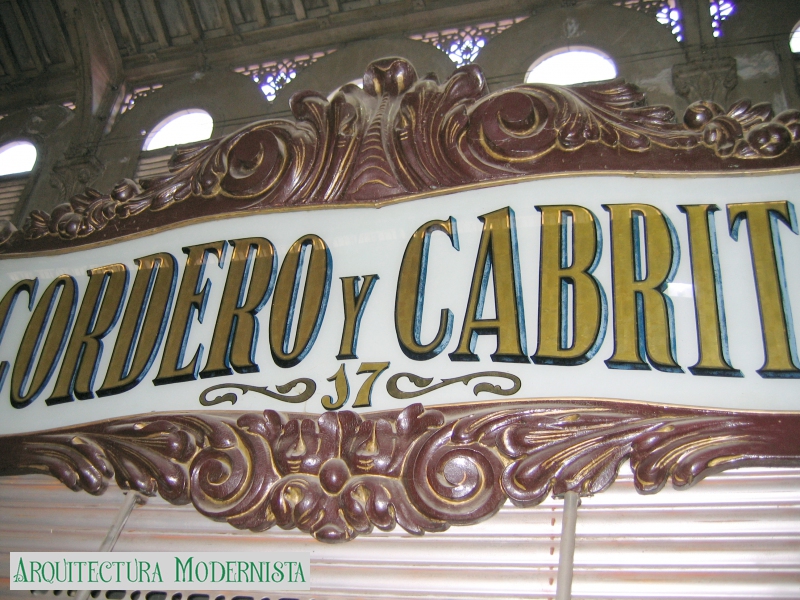 CORDERO Y CABRIT
17
ARQUITECTURA MODERNISTA